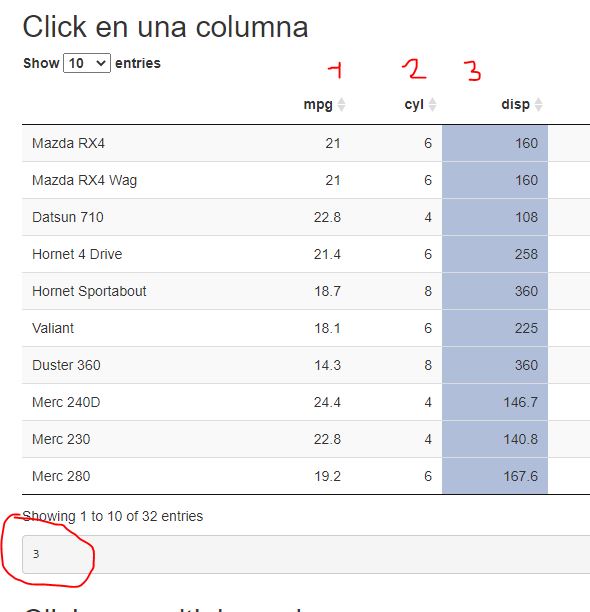 Click en una columna
Show 10 entries
1 2 3
mpg cyl disp
Mazda RX4 21 6 160
Mazda RX4 Wag 21 6 160
Datsun 710 22.8 4 108
Hornet 4 Drive 21.4 6 258
Hornet Sportabout 18.7 8 360
Valiant 18.1 6 225
Duster 360 14.3 8 360
Merc 240D 24.4 4 146.7
Merc 230 22.8 4 140.8
Merc 280 19.2 6 167.6
Showing 1 to 10 of 32 entries
3